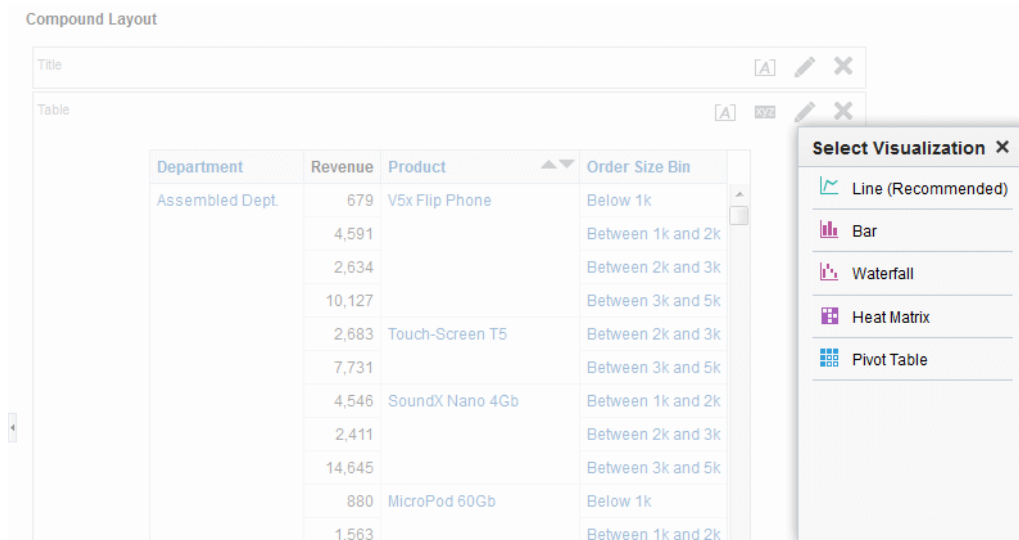 Compound Layout
Title
[A]
Table
[A] xyz
Select Visualization ×
Line (Recommended)
Bar
Waterfall
Heat Matrix
Pivot Table
Department Revenue Product Order Size Bin
Assembled Dept. 679 V5x Flip Phone Below 1k
4,591 Between 1k and 2k
2,634 Between 2k and 3k
10,127 Between 3k and 5k
2,683 Touch-Screen T5 Between 2k and 3k
7,731 Between 3k and 5k
4,546 SoundX Nano 4Gb Between 1k and 2k
2,411 Between 2k and 3k
14,645 Between 3k and 5k
880 MicroPod 60Gb Below 1k
1,563 Between 1k and 2k